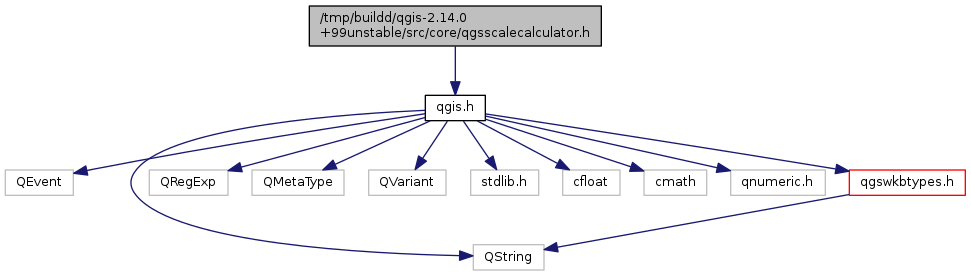 /tmp/buildd/qgis-2.14.0
+99unstable/src/core/qgsscalecalculator.h
qgis.h
QEvent
QRegExp
QMetaType
QVariant
stdlib.h
cfloat
cmath
qnumeric.h
qgswkbtypes.h
QString